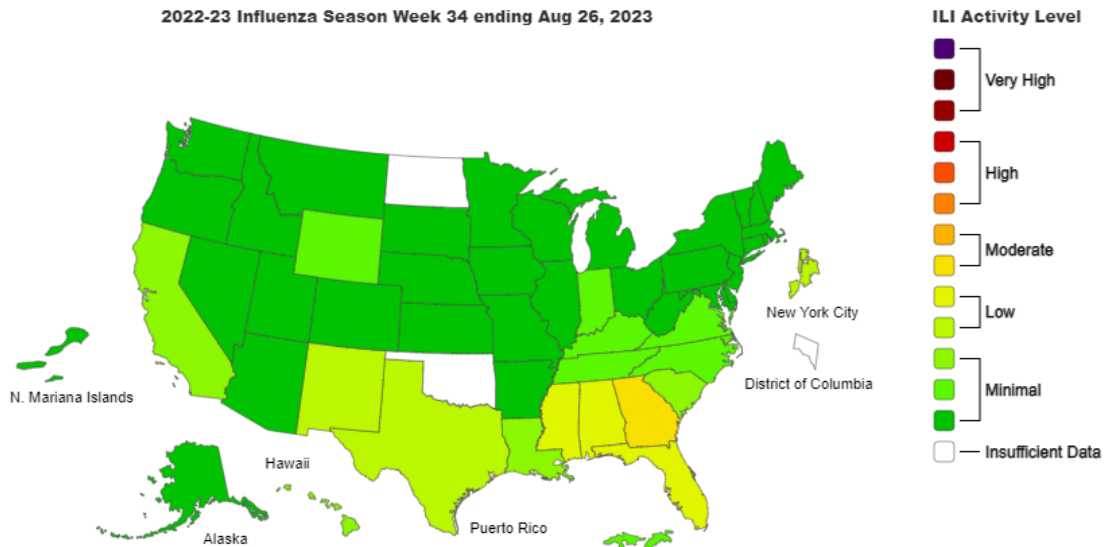 2022-23 Influenza Season Week 34 ending Aug 26, 2023
ILI Activity Level
Very High
High
Moderate
Low
Minimal
Insufficient Data
New York City
District of Columbia
N. Mariana Islands
Hawaii
Alaska
Puerto Rico